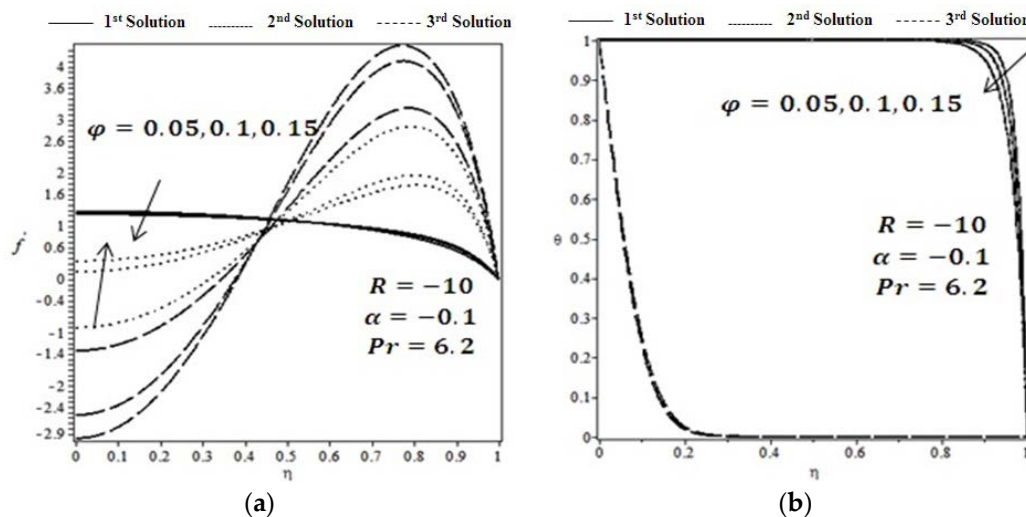 1st Solution 2nd Solution 3rd Solution
4
3.6
3
2.6
2
1.6
1
0.6
0
-0.4
-1
-1.4
-2
-2.4
-2.9
f'
φ = 0.05, 0.1, 0.15
R = −10
α = −0.1
Pr = 6.2
0 0.1 0.2 0.3 0.4 0.5 0.6 0.7 0.8 0.9 1
η
(a)
1st Solution 2nd Solution 3rd Solution
1
0.9
0.8
0.7
0.6
0.5
0.4
0.3
0.2
0.1
0
θ
φ = 0.05, 0.1, 0.15
R = −10
α = −0.1
Pr = 6.2
0 0.2 0.4 0.6 0.8 1
η
(b)